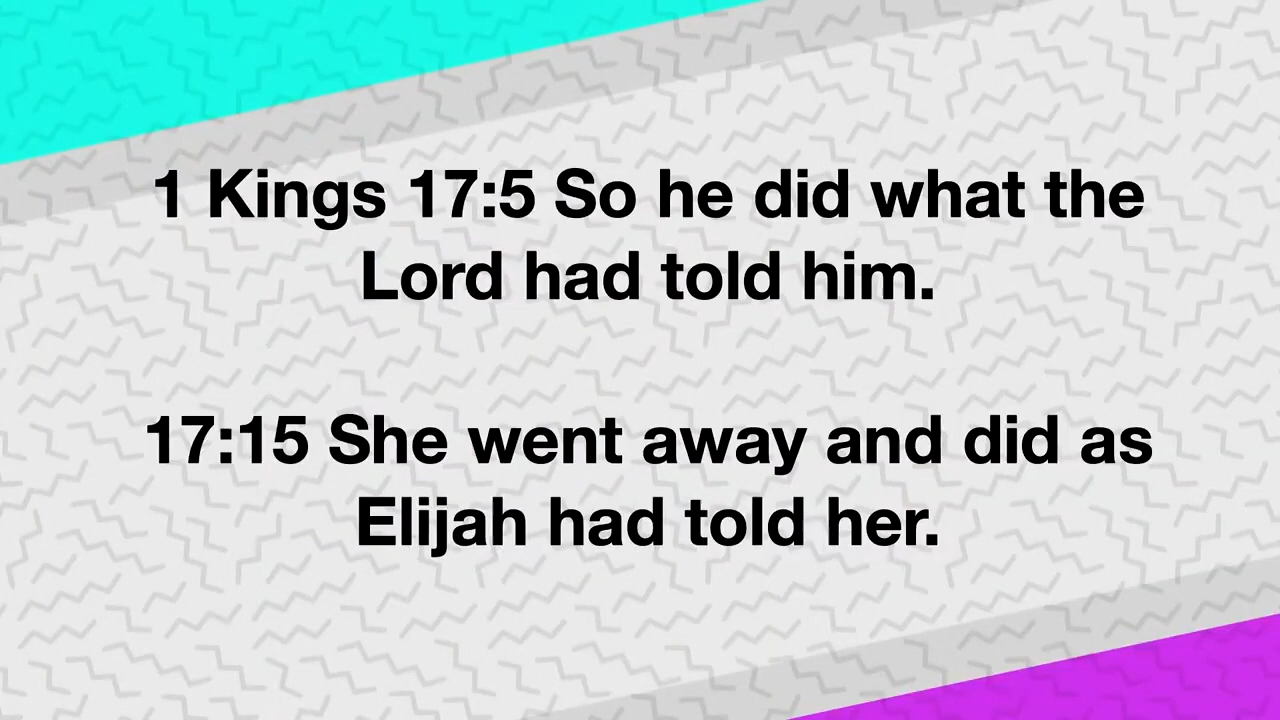 1 Kings 17:5 So he did what the
Lord had told him.
17:15 She went away and did as
Elijah had told her.